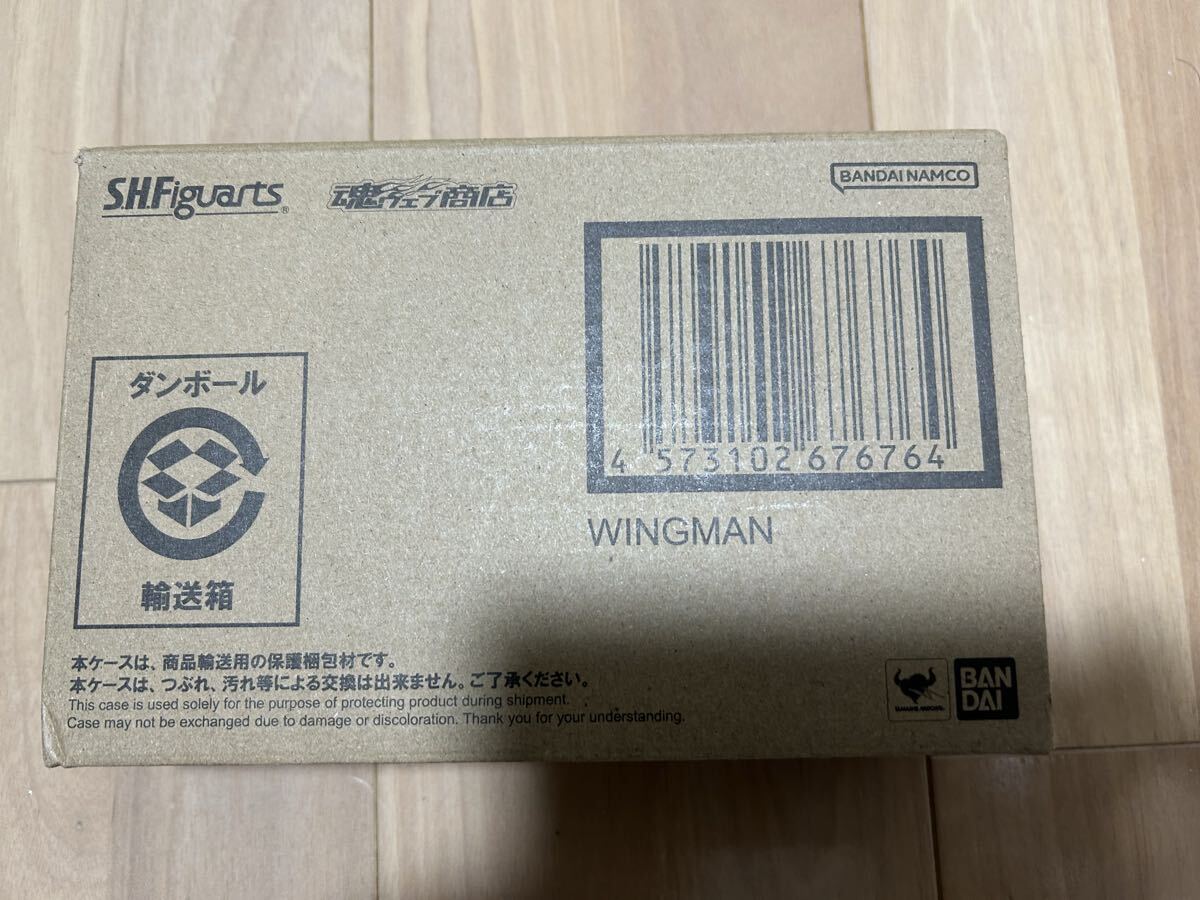 S.H.Figuarts®
魂ウェブ商店
BANDAI NAMCO
4 573102 676764
WINGMAN
ダンボール
輸送箱
本ケースは、商品輸送用の保護梱包材です。
本ケースは、つぶれ、汚れ等による交換は出来ません。ご了承ください。
This case is used solely for the purpose of protecting product during shipment.
Case may not be exchanged due to damage or discoloration. Thank you for your understanding.
BAN
DAI